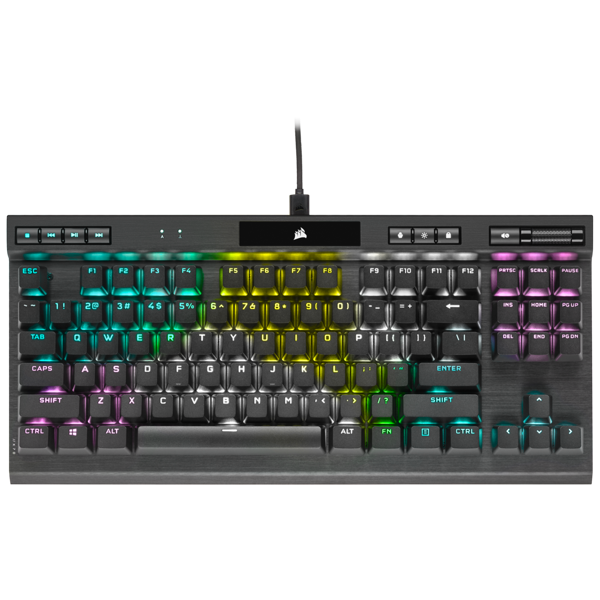 ESC F1 F2 F3 F4 F5 F6 F7 F8 F9 F10 F11 F12 PRTSC SCRLK PAUSE
~` 1! 2@ 3# 4$ 5% 6^ 7& 8* 9( 0) -_ =+ INS HOME PG UP
TAB Q W E R T Y U I O P [{ ]} \| DEL END PG DN
CAPS A S D F G H J K L ;: '" ENTER
SHIFT Z X C V B N M ,< .> /? SHIFT
CTRL ALT ALT FN CTRL